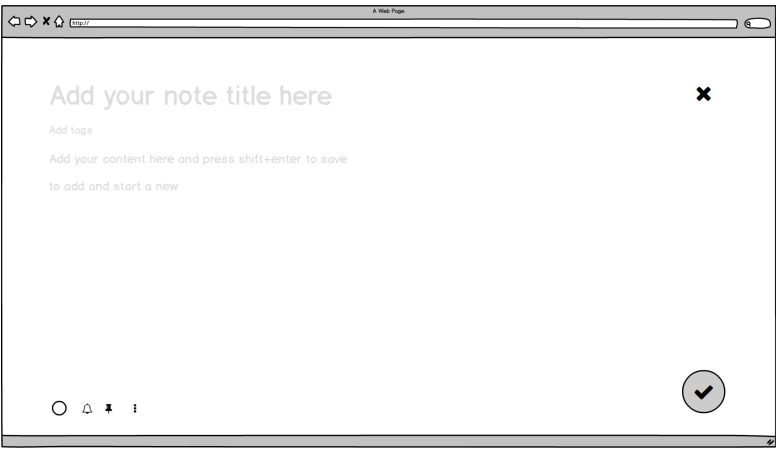 A Web Page
http://
Add your note title here
Add tags
Add your content here and press shift+enter to save
to add and start a new